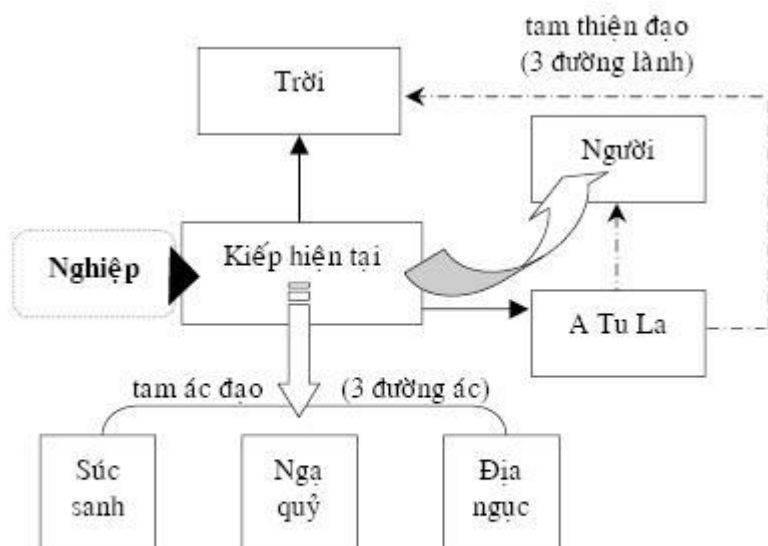 tam thiện đạo
(3 đường lành)
Trời
Người
Nghiệp
Kiếp hiện tại
A Tu La
tam ác đạo (3 đường ác)
Súc
sanh
Ngạ
quỷ
Địa
ngục